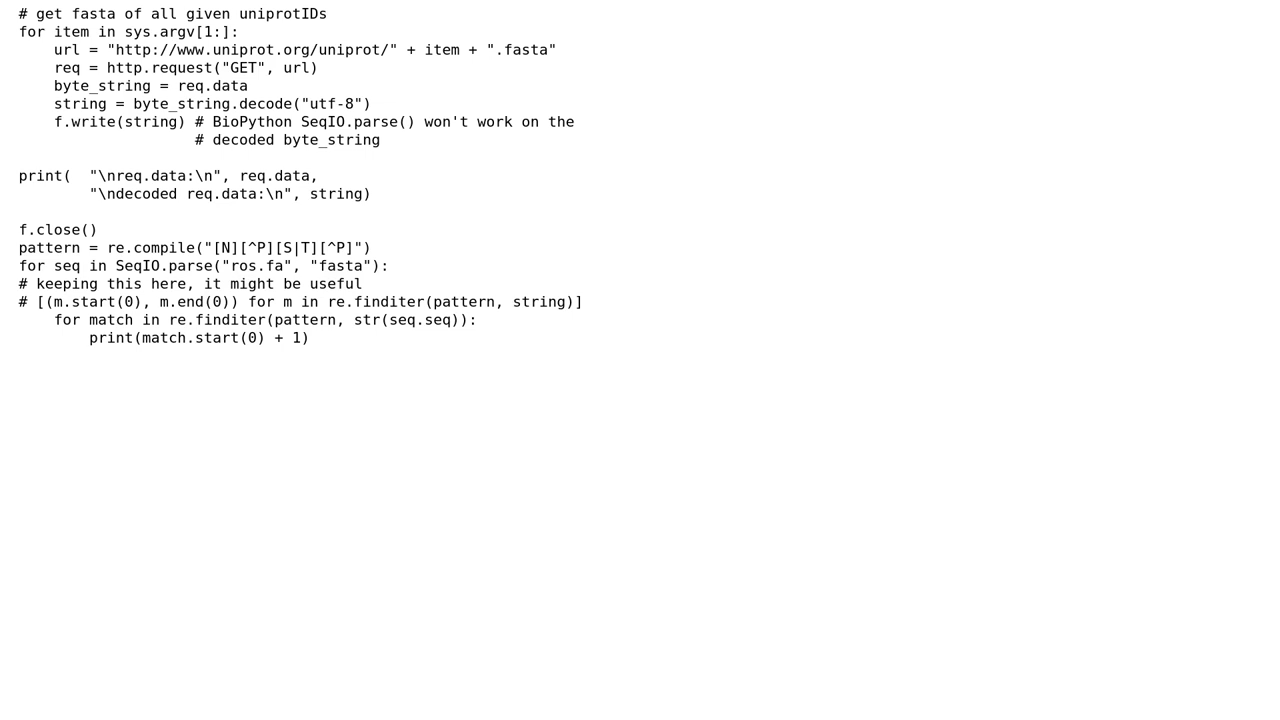 # get fasta of all given uniprotIDs
for item in sys.argv[1:]:
    url = "http://www.uniprot.org/uniprot/" + item + ".fasta"
    req = http.request("GET", url)
    byte_string = req.data
    string = byte_string.decode("utf-8")
    f.write(string) # BioPython SeqIO.parse() won't work on the
                    # decoded byte_string

print(  "\nreq.data:\n", req.data,
        "\ndecoded req.data:\n", string)

f.close()
pattern = re.compile("[N][^P][S|T][^P]")
for seq in SeqIO.parse("ros.fa", "fasta"):
# keeping this here, it might be useful
# [(m.start(0), m.end(0)) for m in re.finditer(pattern, string)]
    for match in re.finditer(pattern, str(seq.seq)):
        print(match.start(0) + 1)